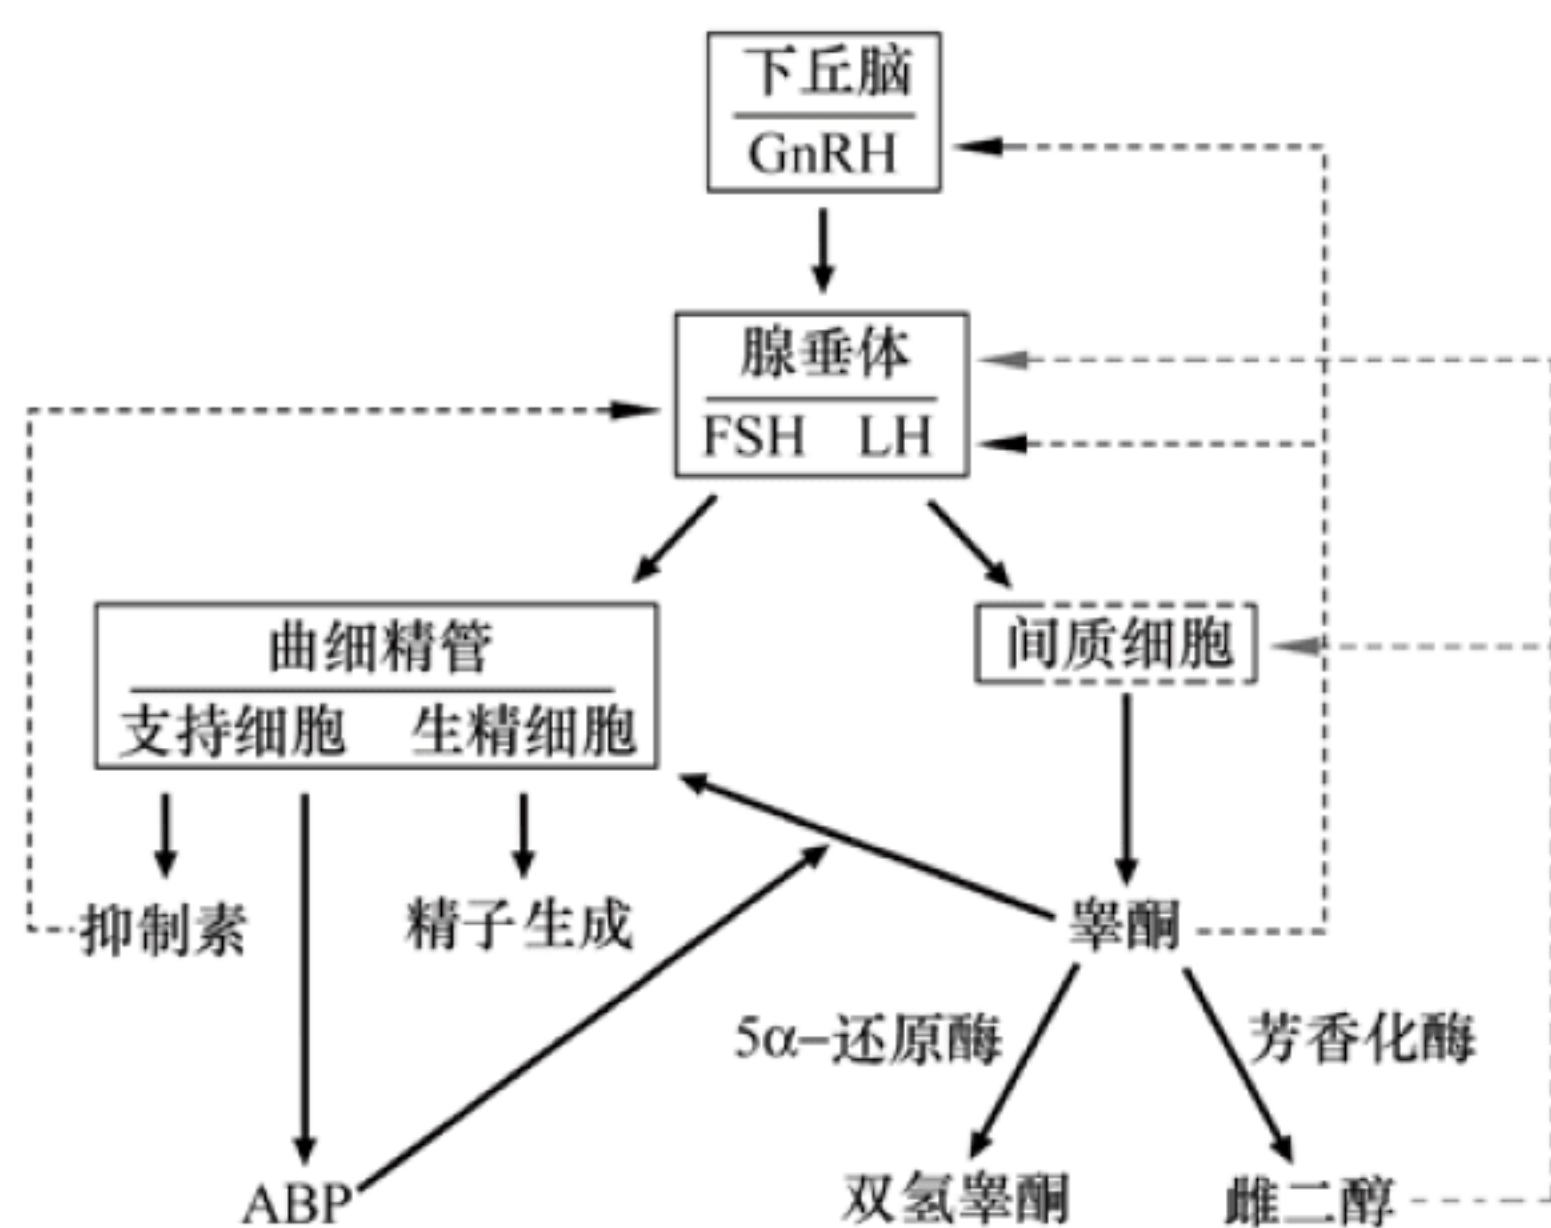 下丘脑
GnRH
腺垂体
FSH LH
曲细精管
支持细胞 生精细胞
间质细胞
抑制素
精子生成
睾酮
5α-还原酶
芳香化酶
ABP
双氢睾酮
雌二醇